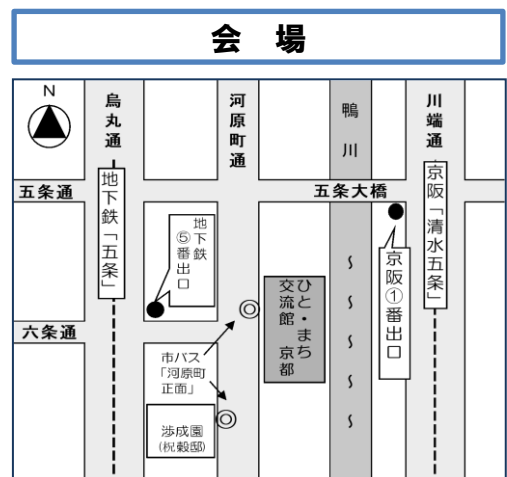 会 場
N
烏丸通
河原町通
鴨川
川端通
五条通
五条大橋
地下鉄「五条」
地下鉄
⑤番出口
京阪「清水五条」
京阪①番出口
ひと・まち
交流館 京都
六条通
市バス
「河原町
正面」
渉成園
(枳殻邸)